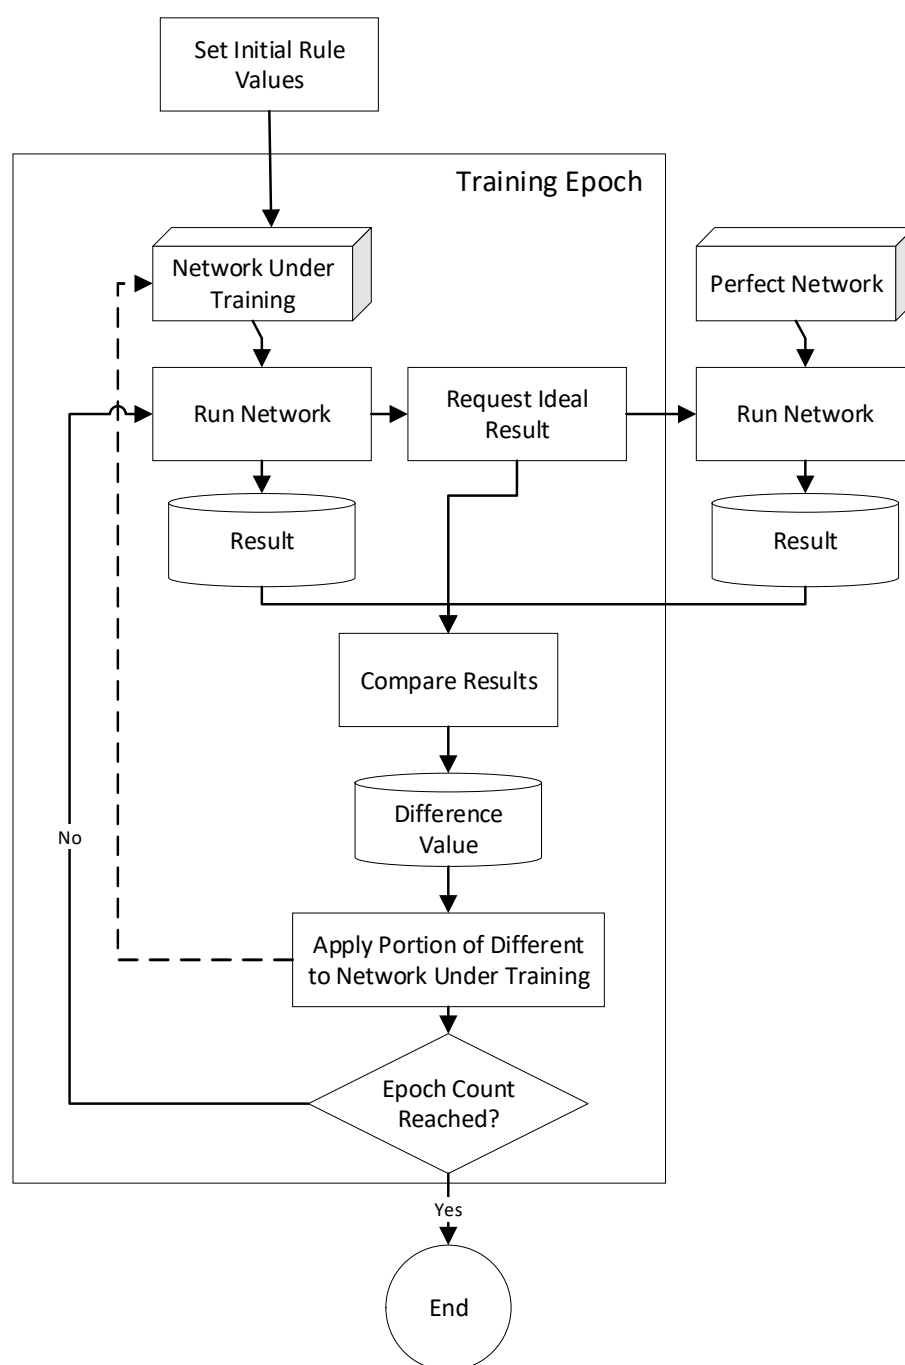 Set Initial Rule
Values
Training Epoch
Network Under
Training
Perfect Network
Run Network
Request Ideal
Result
Run Network
Result
Result
Compare Results
Difference
Value
No
Apply Portion of Different
to Network Under Training
Epoch Count
Reached?
Yes
End